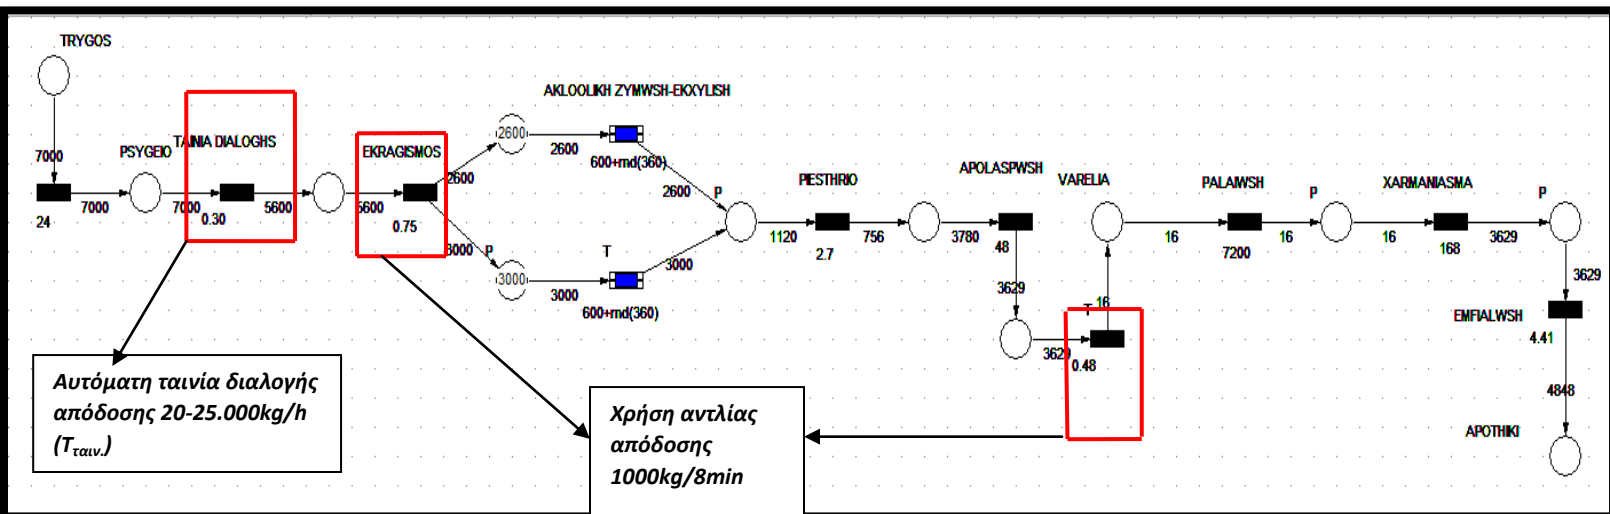 TRYGOS
7000
24
7000
PSYGEIO
7000
TAINIA DIALOGHS
0.30
5600
5600
EKRAGISMOS
0.75
2600
3000
P
AKLOOLIKH ZYMWSH-EKXYLISH
2600
2600
600+rnd(360)
2600
3000
3000
T
600+rnd(360)
3000
P
1120
PIESTHRIO
2.7
756
3780
APOLASPWSH
48
3629
3629
T
0.48
16
VARELIA
16
PALAIWSH
7200
16
P
16
XARMANIASMA
168
3629
P
3629
EMFIALWSH
4.41
4848
APOTHIKI
Αυτόματη ταινία διαλογής
απόδοσης 20-25.000kg/h
(Tταιν.)
Χρήση αντλίας
απόδοσης
1000kg/8min